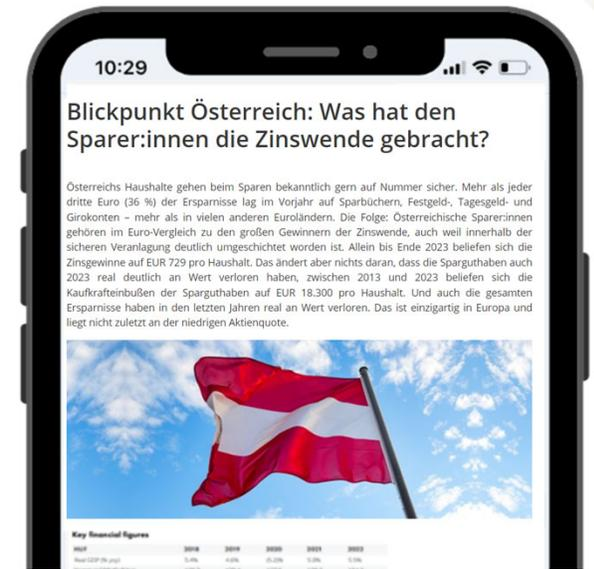 10:29
Blickpunkt Österreich: Was hat den
Sparer:innen die Zinswende gebracht?
Österreichs Haushalte gehen beim Sparen bekanntlich gern auf Nummer sicher. Mehr als jeder
dritte Euro (36 %) der Ersparnisse lag im Vorjahr auf Sparbüchern, Festgeld-, Tagesgeld- und
Girokonten – mehr als in vielen anderen Euroländern. Die Folge: Österreichische Sparer:innen
gehören im Euro-Vergleich zu den großen Gewinnern der Zinswende, auch weil innerhalb der
sicheren Veranlagung deutlich umgeschichtet worden ist. Allein bis Ende 2023 beliefen sich die
Zinsgewinne auf EUR 729 pro Haushalt. Das ändert aber nichts daran, dass die Sparguthaben auch
2023 real deutlich an Wert verloren haben, zwischen 2013 und 2023 beliefen sich die
Kaufkrafteinbußen der Sparguthaben auf EUR 18.300 pro Haushalt. Und auch die gesamten
Ersparnisse haben in den letzten Jahren real an Wert verloren. Das ist einzigartig in Europa und
liegt nicht zuletzt an der niedrigen Aktienquote.
Key financial figures
HUF 2018 2019 2020 2021 2022
Real GDP (% yoy)